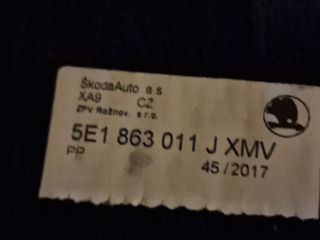 ŠkodaAuto a s
XA9 CZ
ZPV Rožnov, s r.o.
5E1 863 011 J XMV
PP
45/2017